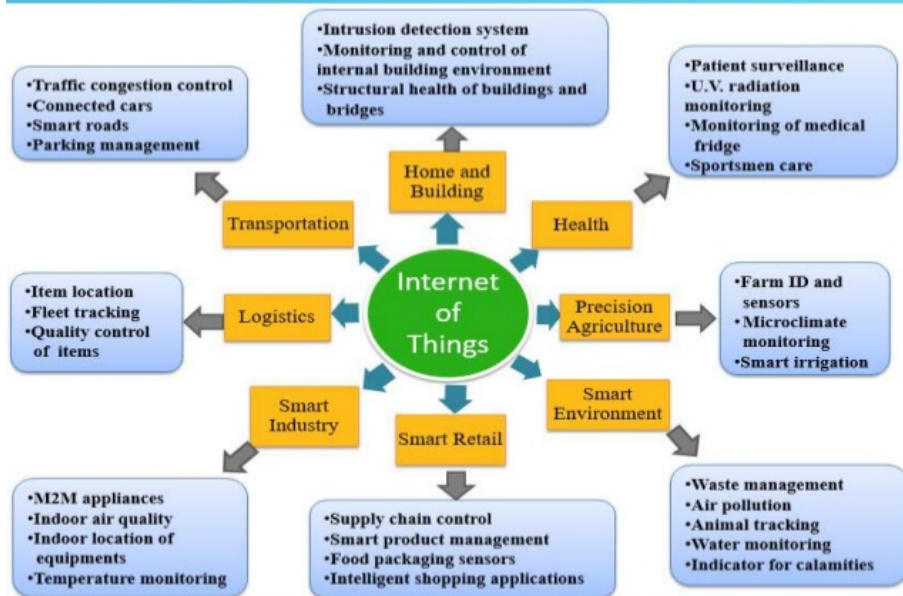 •Intrusion detection system
•Monitoring and control of
internal building environment
•Structural health of buildings and
bridges
•Traffic congestion control
•Connected cars
•Smart roads
•Parking management
•Patient surveillance
•U.V. radiation
monitoring
•Monitoring of medical
fridge
•Sportsmen care
Home and
Building
Transportation
Health
Internet
of
Things
•Item location
•Fleet tracking
•Quality control
of items
Logistics
Precision
Agriculture
•Farm ID and
sensors
•Microclimate
monitoring
•Smart irrigation
Smart
Industry
Smart Retail
Smart
Environment
•M2M appliances
•Indoor air quality
•Indoor location of
equipments
•Temperature monitoring
•Supply chain control
•Smart product management
•Food packaging sensors
•Intelligent shopping applications
•Waste management
•Air pollution
•Animal tracking
•Water monitoring
•Indicator for calamities